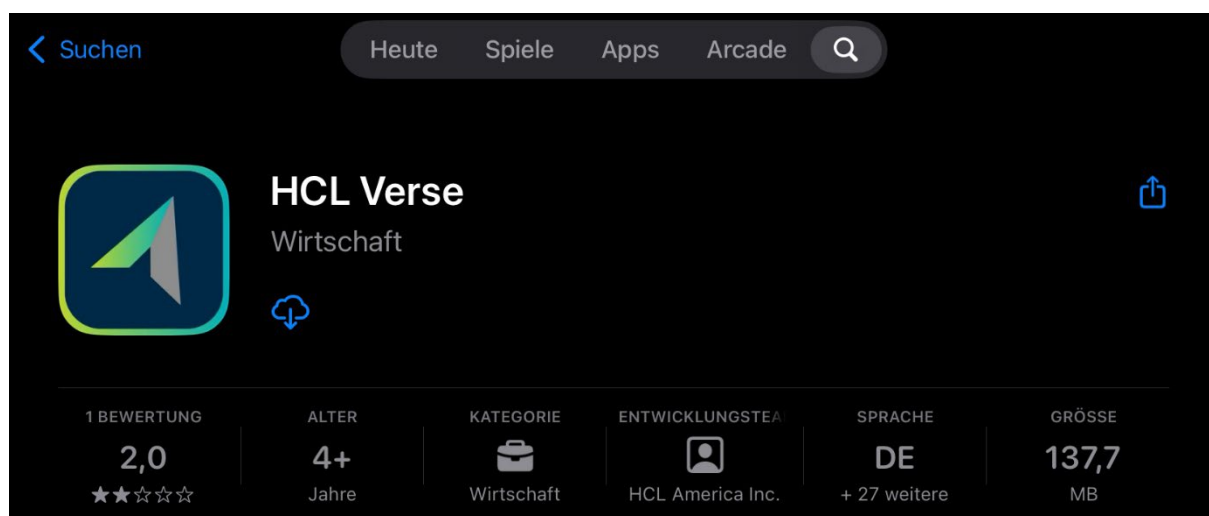 Suchen
Heute Spiele Apps Arcade
HCL Verse
Wirtschaft
1 BEWERTUNG ALTER KATEGORIE ENTWICKLUNGSTEA SPRACHE GRÖSSE
2,0 4+ DE 137,7
Jahre Wirtschaft HCL America Inc. + 27 weitere MB